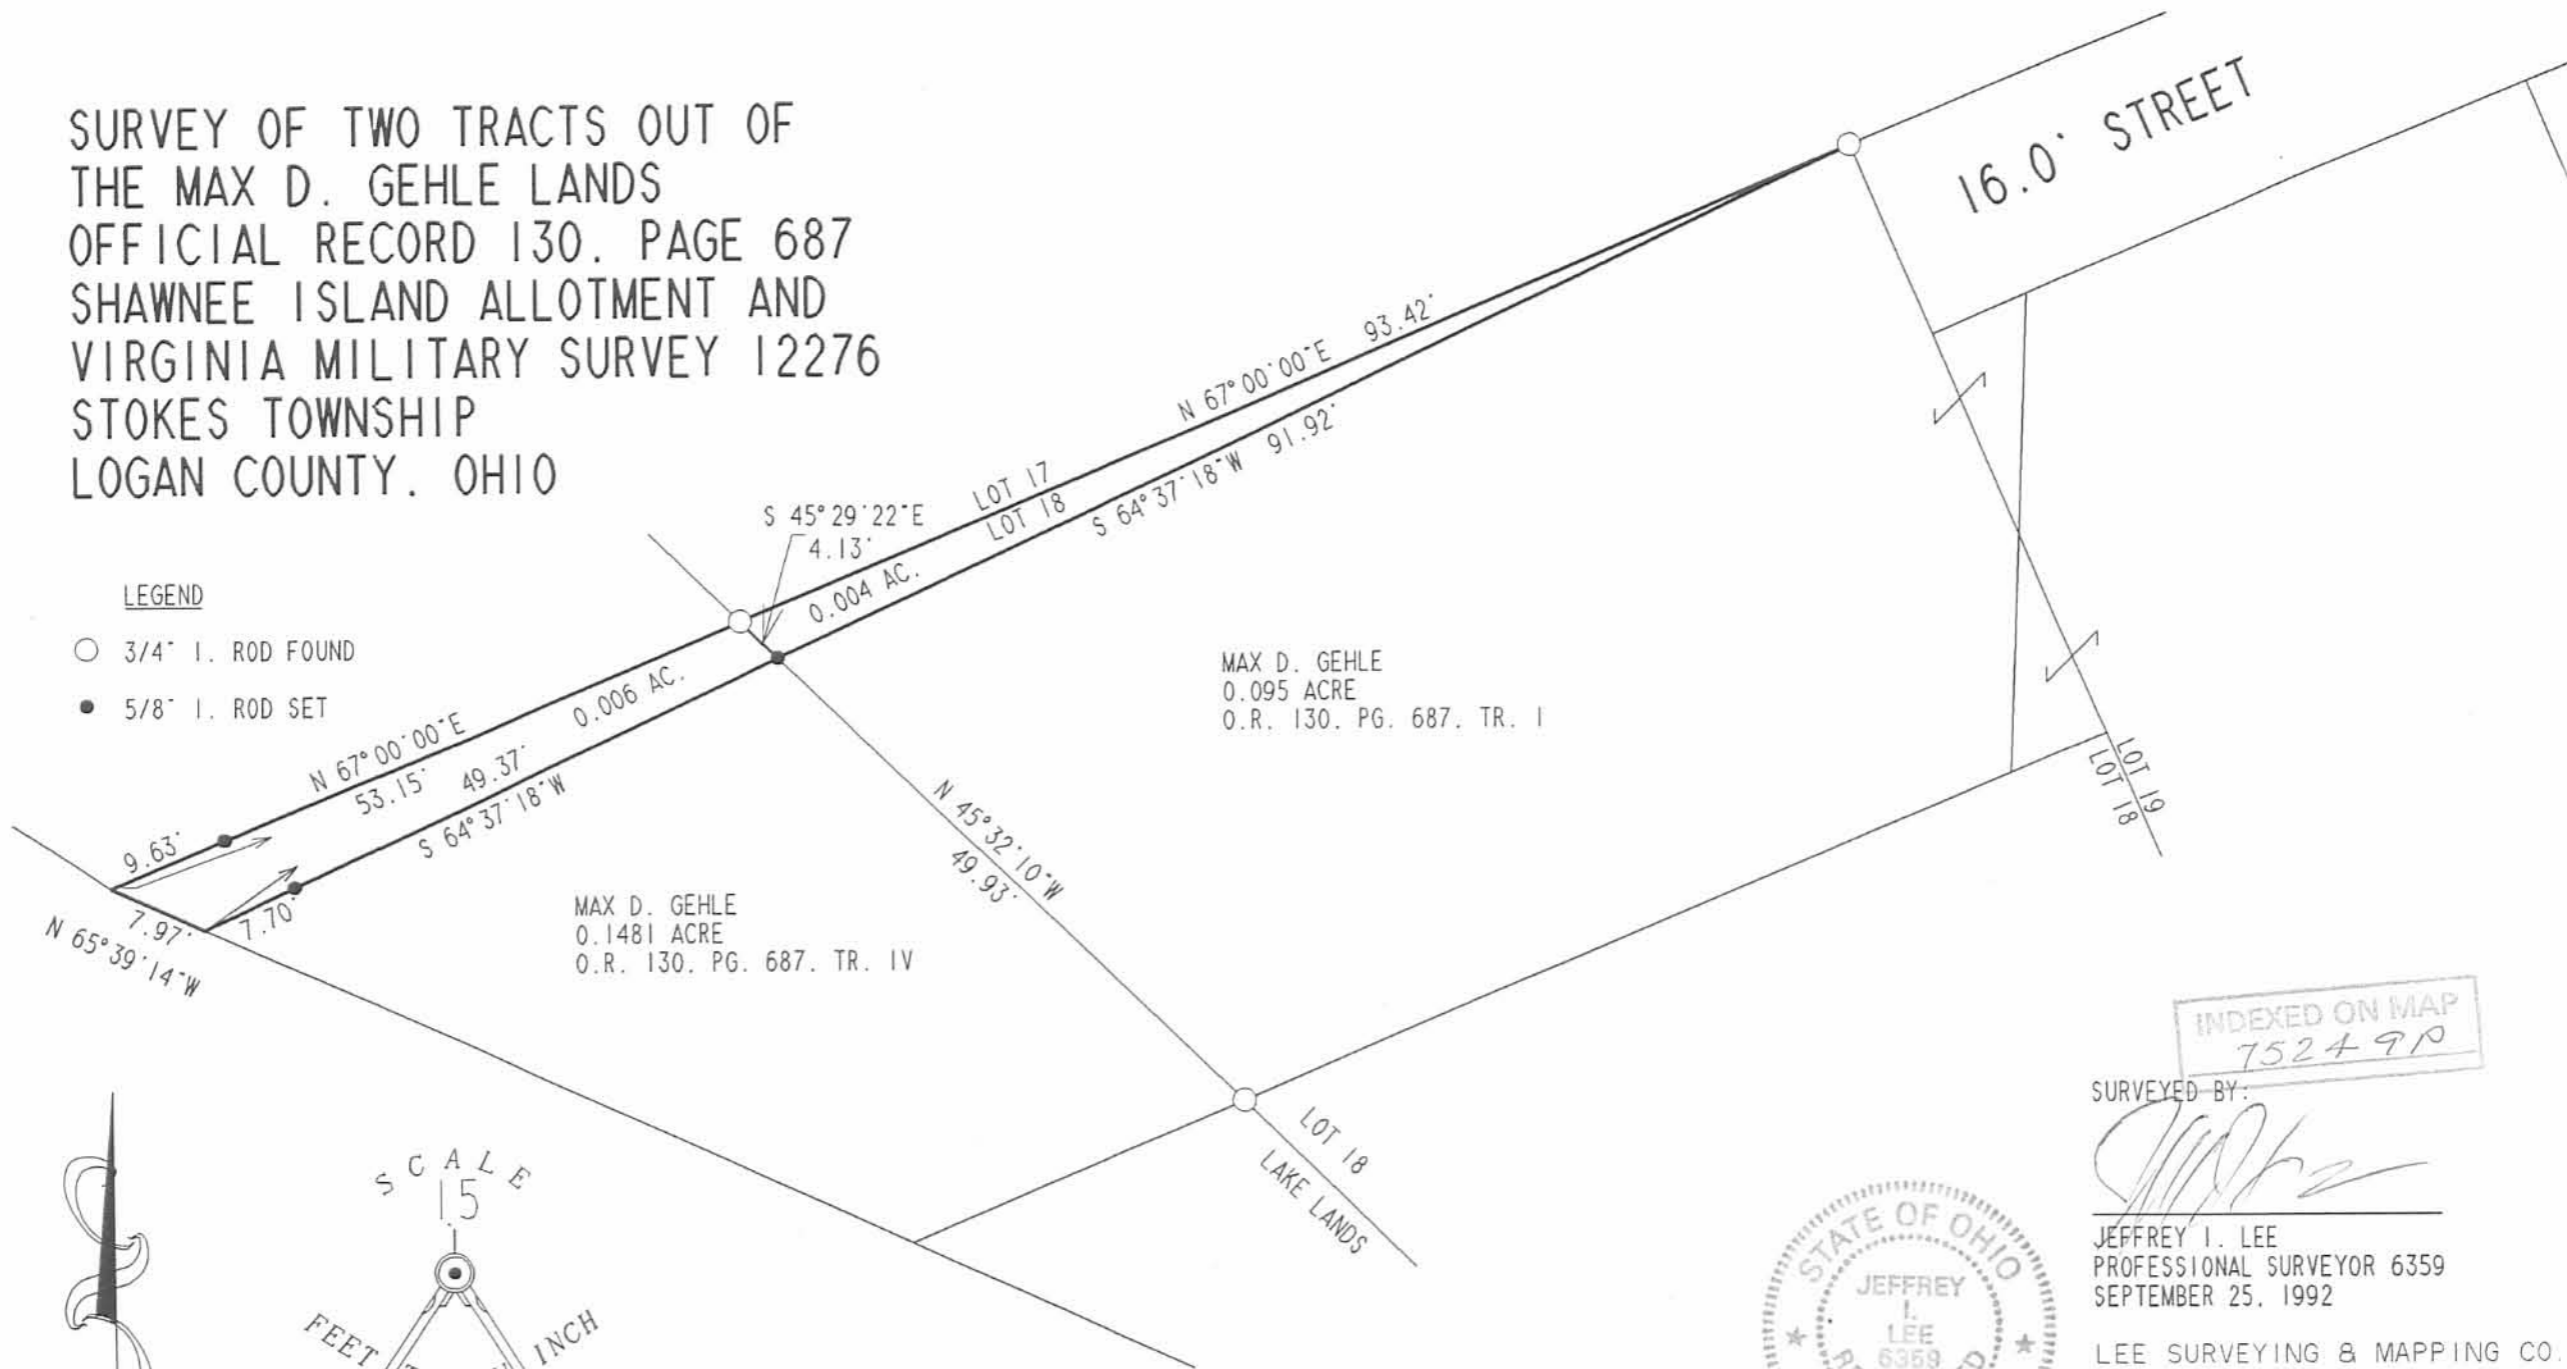 SURVEY OF TWO TRACTS OUT OF
THE MAX D. GEHLE LANDS
OFFICIAL RECORD 130. PAGE 687
SHAWNEE ISLAND ALLOTMENT AND
VIRGINIA MILITARY SURVEY 12276
STOKES TOWNSHIP
LOGAN COUNTY. OHIO
16.0' STREET
N 67°00'00"E 93.42'
S 64°37'18"W 91.92'
LOT 17
LOT 18
S 45°29'22"E
4.13'
0.004 AC.
LEGEND
3/4" I. ROD FOUND
5/8" I. ROD SET
0.006 AC.
N 67°00'00"E
53.15'
49.37'
S 64°37'18"W
9.63'
7.97'
7.70'
N 65°39'14"W
MAX D. GEHLE
0.095 ACRE
O.R. 130. PG. 687. TR. I
LOT 19
LOT 18
N 45°32'10"W
49.93'
MAX D. GEHLE
0.1481 ACRE
O.R. 130. PG. 687. TR. IV
LOT 18
LAKE LANDS
INDEXED ON MAP
75249P
SURVEYED BY:
JEFFREY I. LEE
PROFESSIONAL SURVEYOR 6359
SEPTEMBER 25. 1992
LEE SURVEYING & MAPPING CO.
STATE OF OHIO
JEFFREY
I.
LEE
6359
SCALE
15
FEET
INCH